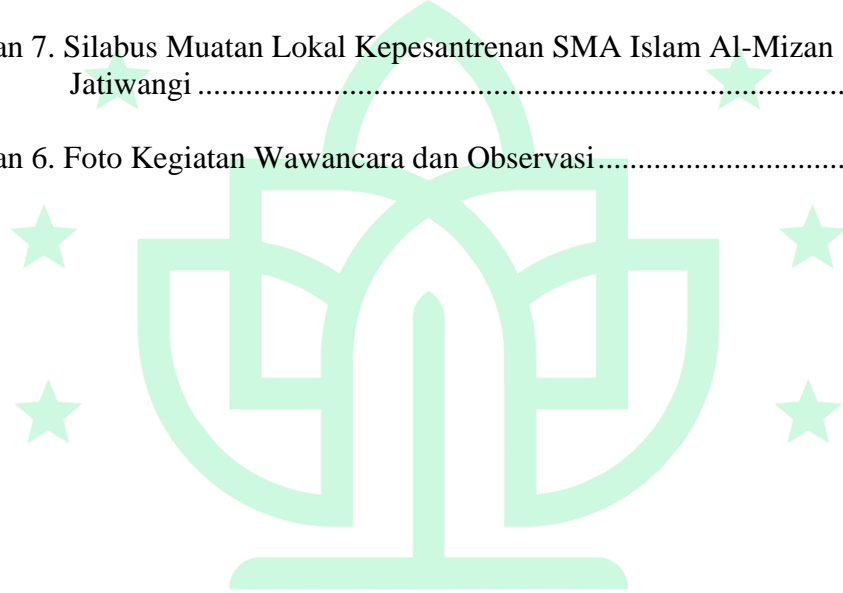 an 7. Silabus Muatan Lokal Kepesantrenan SMA Islam Al-Mizan
Jatiwangi ................................................................................
an 6. Foto Kegiatan Wawancara dan Observasi..............................